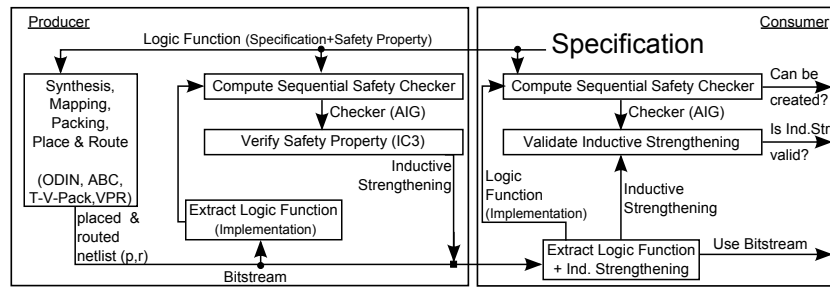 Producer
Consumer
Logic Function (Specification+Safety Property)
Specification
Synthesis,
Mapping,
Packing,
Place & Route
(ODIN, ABC,
T-V-Pack,VPR)
Compute Sequential Safety Checker
Checker (AIG)
Verify Safety Property (IC3)
Inductive
Strengthening
Extract Logic Function
(Implementation)
placed &
routed
netlist (p,r)
Bitstream
Compute Sequential Safety Checker
Can be
created?
Checker (AIG)
Validate Inductive Strengthening
Is Ind.Str
valid?
Logic
Function
(Implementation)
Inductive
Strengthening
Extract Logic Function
+ Ind. Strengthening
Use Bitstream